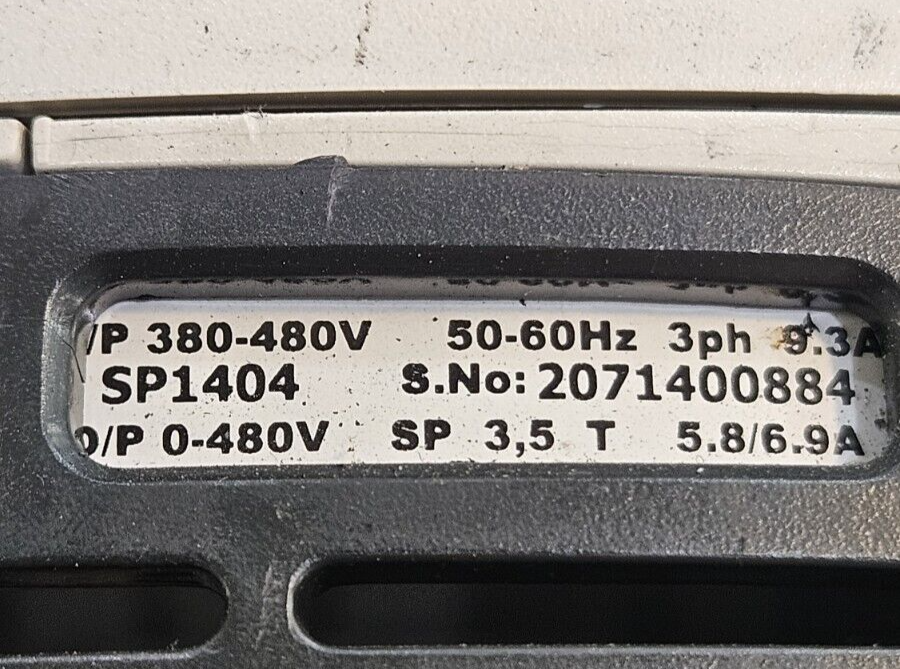 /P 380-480V 50-60Hz 3ph 9.3A
SP1404 S.No: 2071400884
O/P 0-480V SP 3,5 T 5.8/6.9A